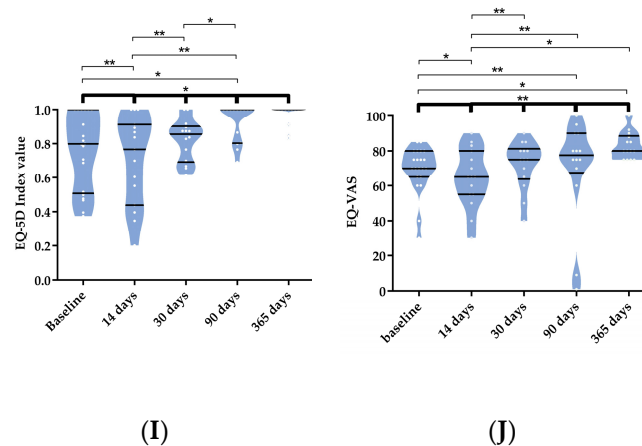 *
**
**
**
**
*
*
EQ-5D Index value
1.0
0.8
0.6
0.4
0.2
0.0
Baseline
14 days
30 days
90 days
365 days
(I)
**
**
*
*
**
*
**
EQ-VAS
100
80
60
40
20
0
baseline
14 days
30 days
90 days
365 days
(J)